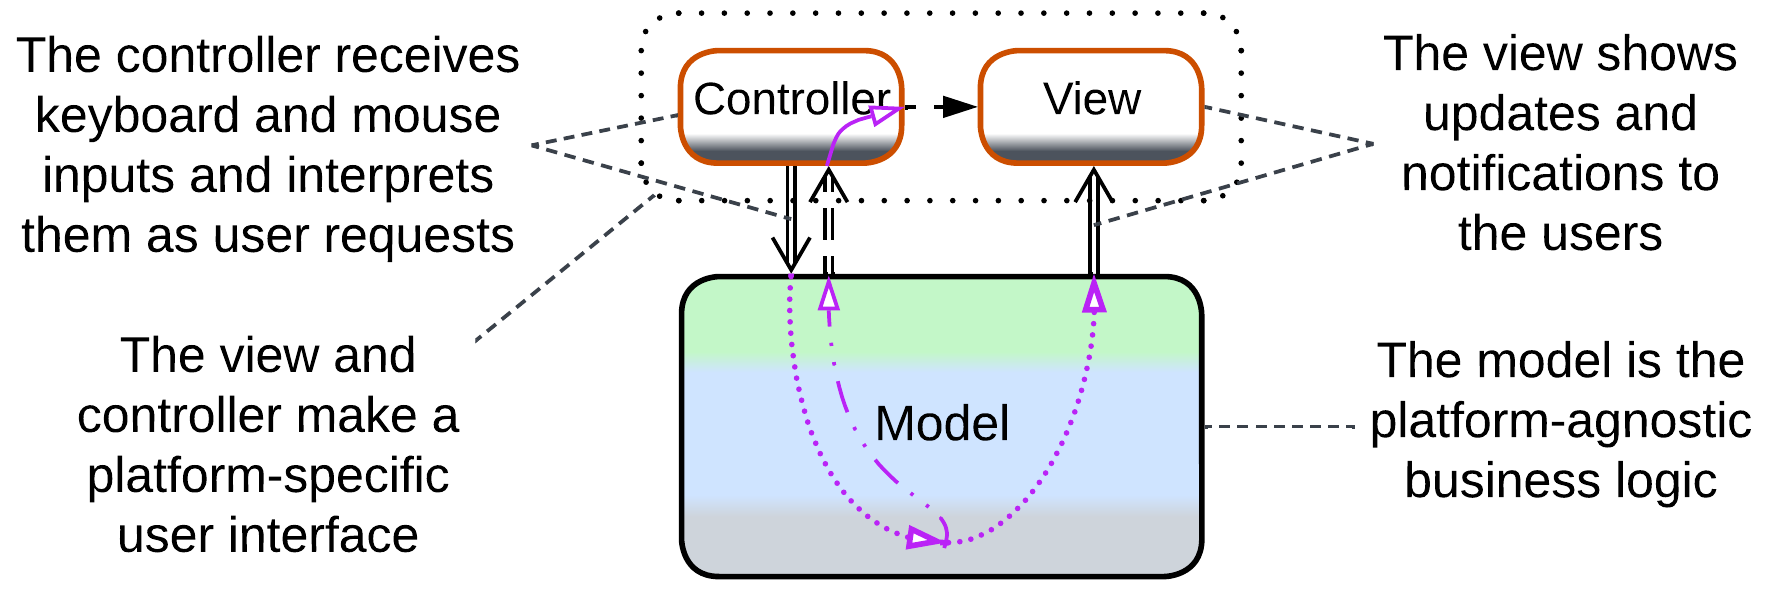 The controller receives
keyboard and mouse
inputs and interprets
them as user requests
Controller
View
The view shows
updates and
notifications to
the users
The view and
controller make a
platform-specific
user interface
Model
The model is the
platform-agnostic
business logic